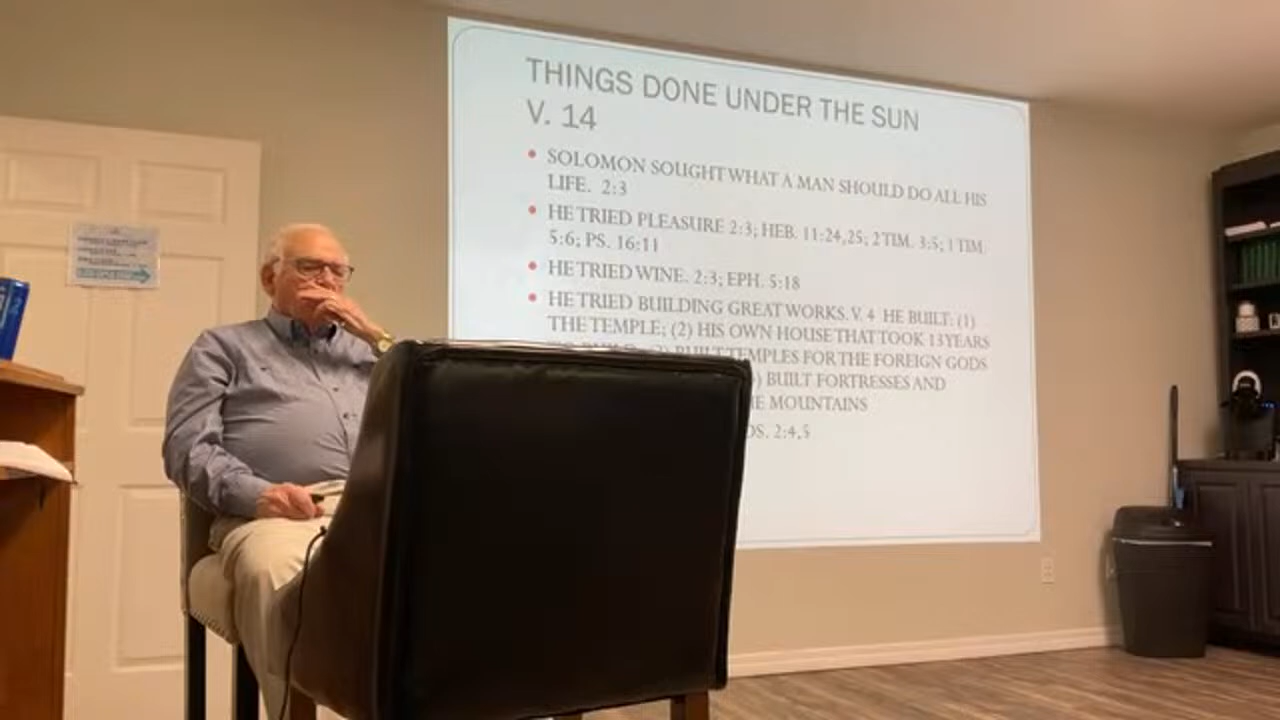 THINGS DONE UNDER THE SUN
V. 14
SOLOMON SOUGHT WHAT A MAN SHOULD DO ALL HIS
LIFE. 2:3
HE TRIED PLEASURE 2:3; HEB. 11:24,25; 2 TIM. 3:5; 1 TIM.
5:6; PS. 16:11
HE TRIED WINE. 2:3; EPH. 5:18
HE TRIED BUILDING GREAT WORKS. V. 4 HE BUILT: (1)
THE TEMPLE; (2) HIS OWN HOUSE THAT TOOK 13 YEARS
BUILT TEMPLES FOR THE FOREIGN GODS
BUILT FORTRESSES AND
MOUNTAINS
2:4,5